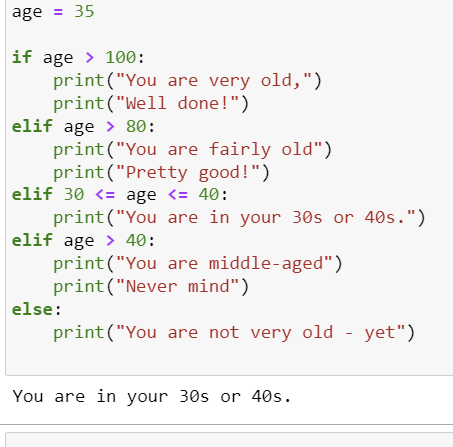 age = 35
if age > 100:
    print("You are very old,")
    print("Well done!")
elif age > 80:
    print("You are fairly old")
    print("Pretty good!")
elif 30 <= age <= 40:
    print("You are in your 30s or 40s.")
elif age > 40:
    print("You are middle-aged")
    print("Never mind")
else:
    print("You are not very old - yet")
You are in your 30s or 40s.